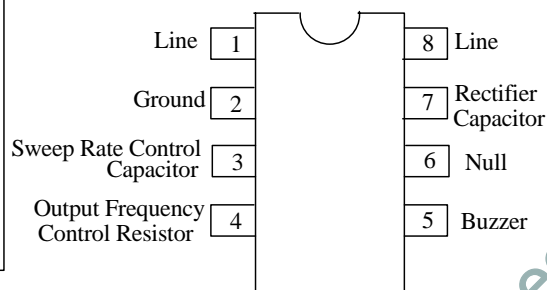 Line 1 8 Line
Ground 2 7 Rectifier
Capacitor
Sweep Rate Control
Capacitor 3 6 Null
Output Frequency
Control Resistor 4 5 Buzzer